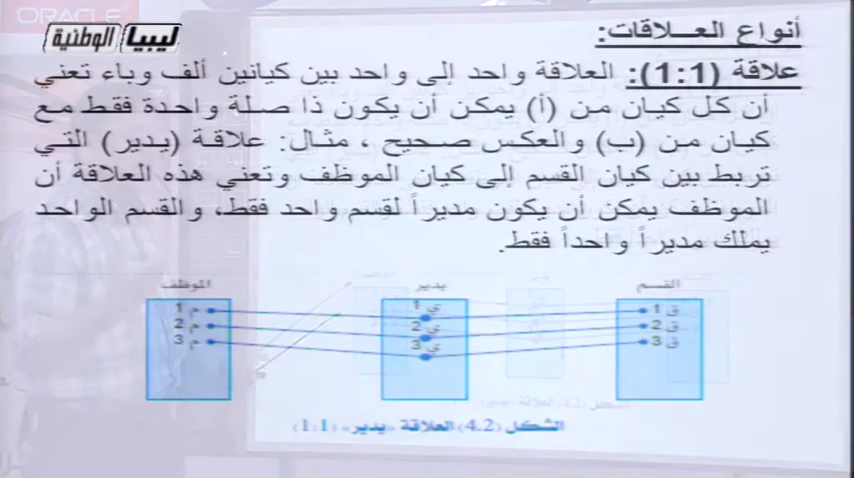 ORACLE
ليبيا الوطنية
أنواع العـــلاقات:
علاقة (1:1): العلاقة واحد إلى واحد بين كيانين ألف وباء تعني
أن كل كيان من (أ) يمكن أن يكون ذا صلة واحدة فقط مع
كيان من (ب) والعكس صحيح ، مثال: علاقة (يدير) التي
تربط بين كيان القسم إلى كيان الموظف وتعني هذه العلاقة أن
الموظف يمكن أن يكون مديراً لقسم واحد فقط، والقسم الواحد
يملك مديراً واحداً فقط.
القسم يدير الموظف
ق 1 ي 1 م 1
ق 2 ي 2 م 2
ق 3 ي 3 م 3
الشكل (4.2) العلاقة «يدير» (1:1)